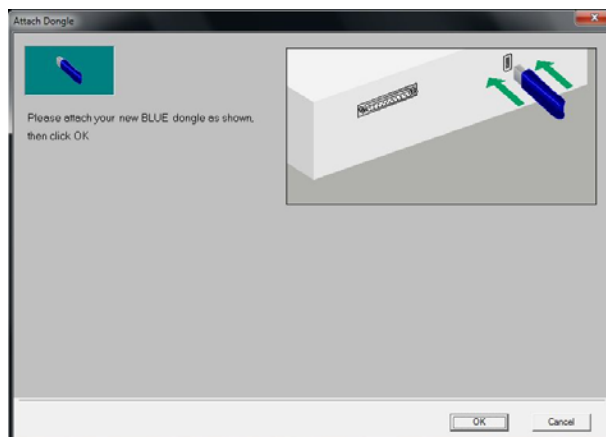 Attach Dongle
Please attach your new BLUE dongle as shown,
then click OK
OK
Cancel